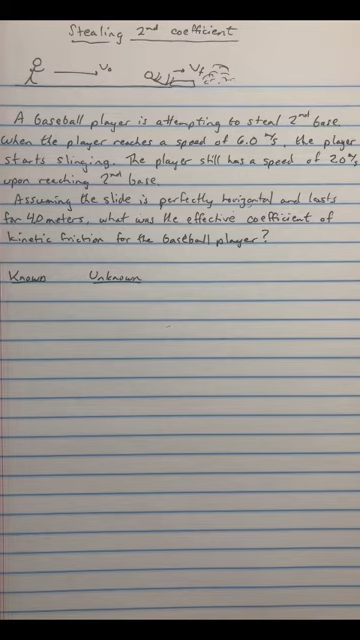 Stealing 2nd coefficient
Vo Vf
A baseball player is attempting to steal 2nd base.
When the player reaches a speed of 6.0 m/s, the player
starts slinging. The player still has a speed of 2.0 m/s
upon reaching 2nd base.
Assuming the slide is perfectly horizontal and lasts
for 4.0 meters, what was the effective coefficient of
kinetic friction for the baseball player?
Known Unknown